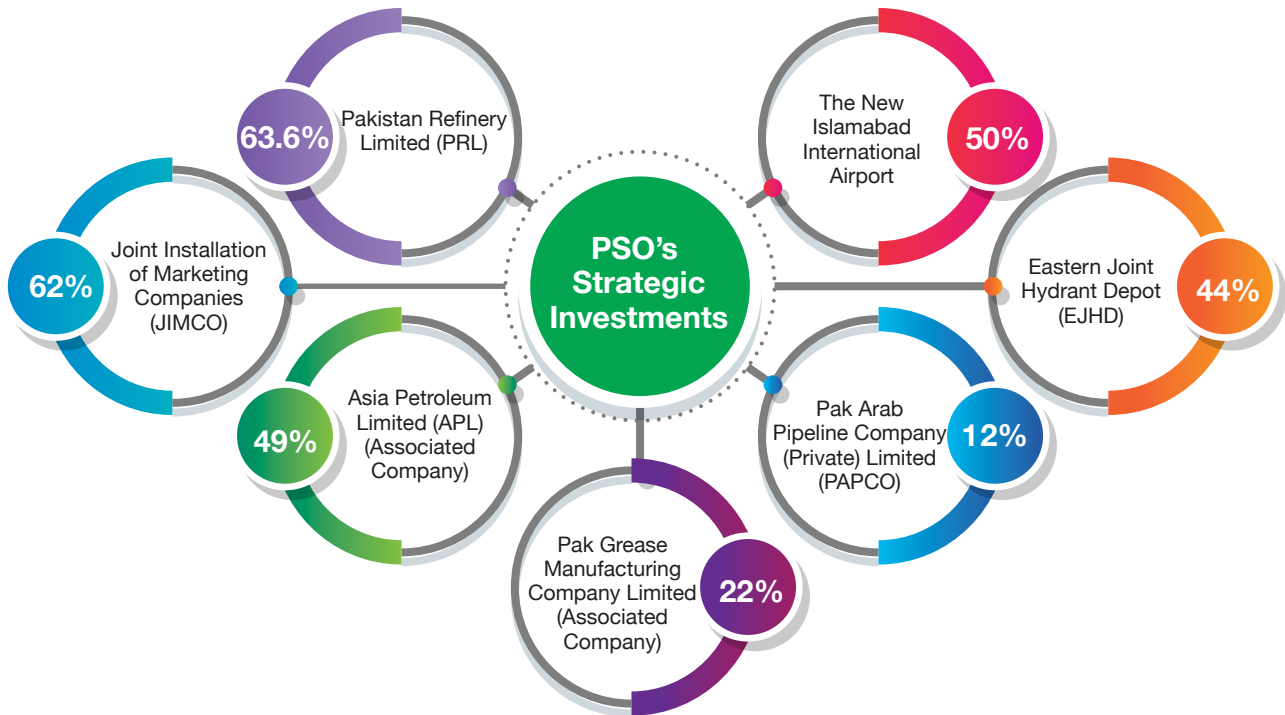 63.6%
Pakistan Refinery
Limited (PRL)
The New
Islamabad
International
Airport
50%
62%
Joint Installation
of Marketing
Companies
(JIMCO)
PSO's
Strategic
Investments
Eastern Joint
Hydrant Depot
(EJHD)
44%
49%
Asia Petroleum
Limited (APL)
(Associated
Company)
Pak Arab
Pipeline Company
(Private) Limited
(PAPCO)
12%
Pak Grease
Manufacturing
Company Limited
(Associated
Company)
22%